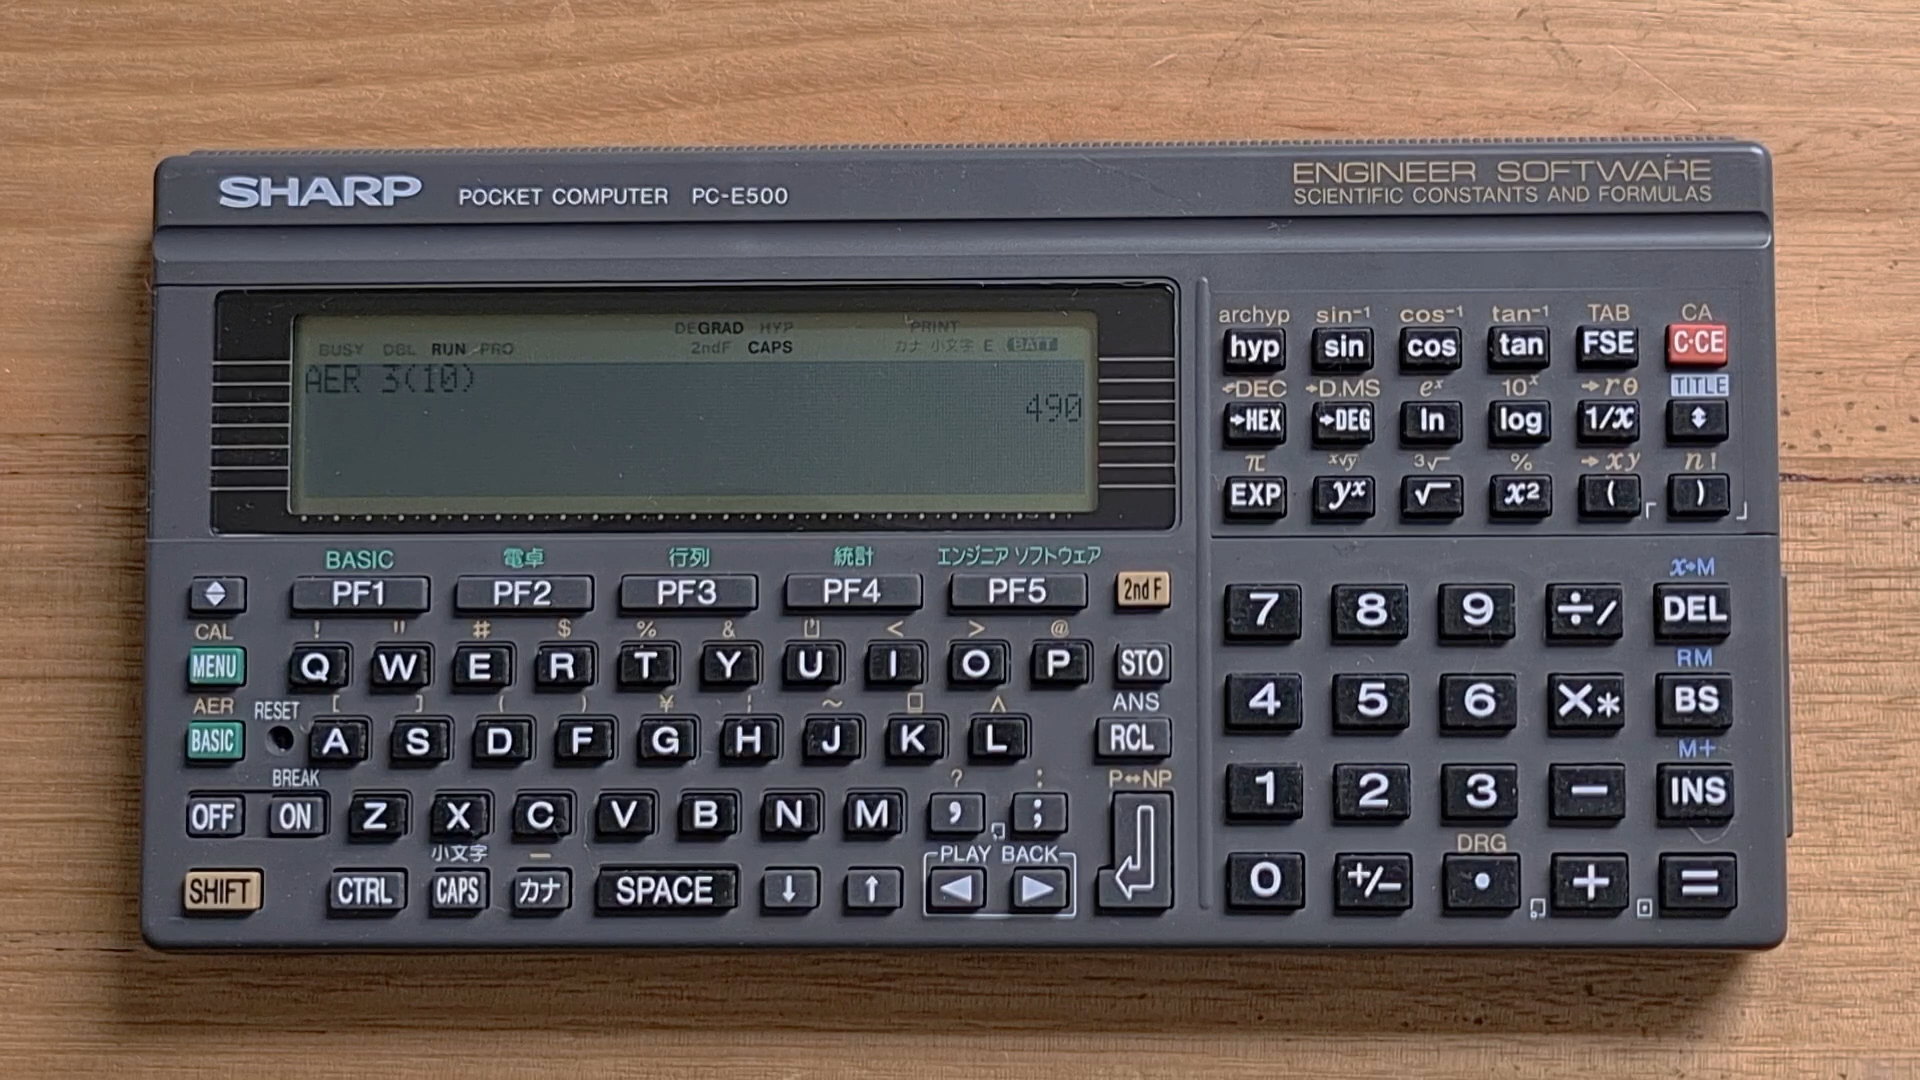 SHARP POCKET COMPUTER PC-E500
ENGINEER SOFTWARE
SCIENTIFIC CONSTANTS AND FORMULAS
DEGRAD HYP PRINT
BUSY DBL RUN PRO 2ndF CAPS カナ 小文字 E BATT
AER 3(10)
490
archyp sin⁻¹ cos⁻¹ tan⁻¹ TAB CA
hyp sin cos tan FSE C·CE
→DEC →D.MS eˣ 10ˣ →rθ TITLE
→HEX →DEG ln log 1/x
π x√y ³√ % →xy n!
EXP yˣ √ x² ( )
BASIC 電卓 行列 統計 エンジニア ソフトウェア
PF1 PF2 PF3 PF4 PF5 2nd F
CAL ! " # $ % & < > @
MENU Q W E R T Y U I O P STO
AER RESET [ ] ( ) ¥ ¦ ~ □ ∧ ANS
BASIC A S D F G H J K L RCL
BREAK ? : P↔NP
OFF ON Z X C V B N M , ;
小文字 — PLAY BACK
SHIFT CTRL CAPS カナ SPACE ↓ ↑ ◀ ▶
x→M
7 8 9 ÷/ DEL
RM
4 5 6 ×* BS
M+
1 2 3 − INS
DRG
0 +/− · + =